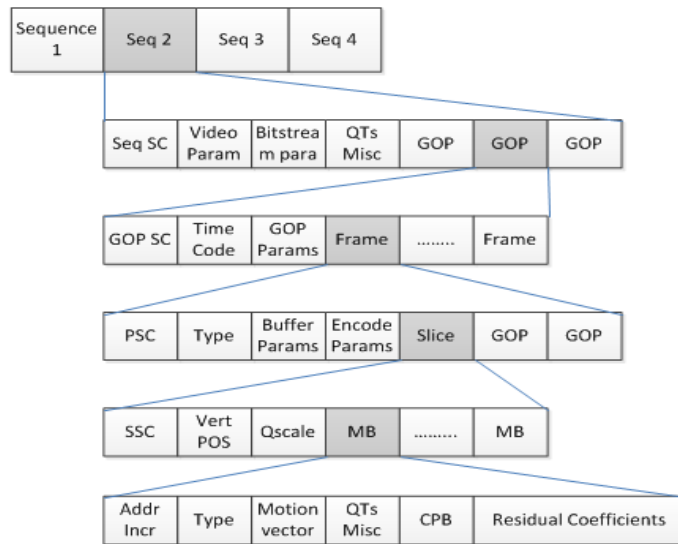 Sequence
1
Seq 2
Seq 3
Seq 4
Seq SC
Video
Param
Bitstrea
m para
QTs
Misc
GOP
GOP
GOP
GOP SC
Time
Code
GOP
Params
Frame
........
Frame
PSC
Type
Buffer
Params
Encode
Params
Slice
GOP
GOP
SSC
Vert
POS
Qscale
MB
.........
MB
Addr
Incr
Type
Motion
vector
QTs
Misc
CPB
Residual Coefficients